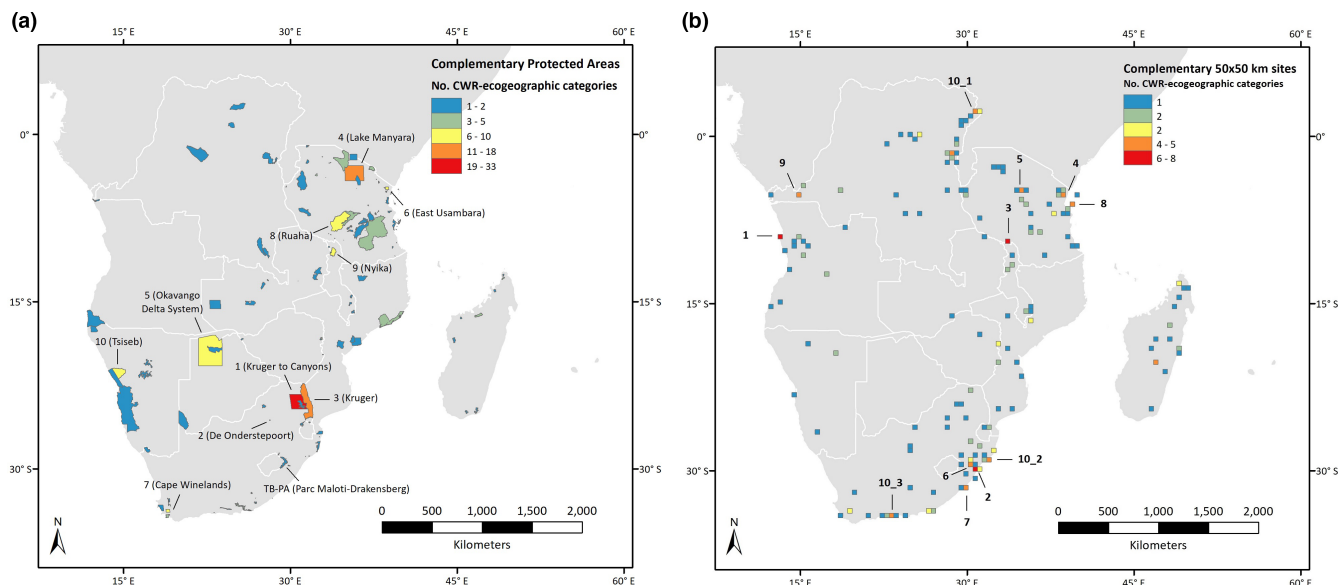 (a)
15° E
30° E
45° E
60° E
Complementary Protected Areas
No. CWR-ecogeographic categories
1 - 2
3 - 5
6 - 10
11 - 18
19 - 33
0°
0°
4 (Lake Manyara)
6 (East Usambara)
8 (Ruaha)
9 (Nyika)
15° S
15° S
5 (Okavango
Delta System)
10 (Tsiseb)
1 (Kruger to Canyons)
3 (Kruger)
2 (De Onderstepoort)
30° S
30° S
TB-PA (Parc Maloti-Drakensberg)
7 (Cape Winelands)
N
0
500
1,000
1,500
2,000
Kilometers
15° E
30° E
45° E
60° E
(b)
15° E
30° E
45° E
60° E
Complementary 50x50 km sites
No. CWR-ecogeographic categories
1
2
2
4 - 5
6 - 8
10_1
0°
0°
9
5
4
3
8
1
15° S
15° S
30° S
30° S
6
10_2
2
10_3
7
N
0
500
1,000
1,500
2,000
Kilometers
15° E
30° E
45° E
60° E